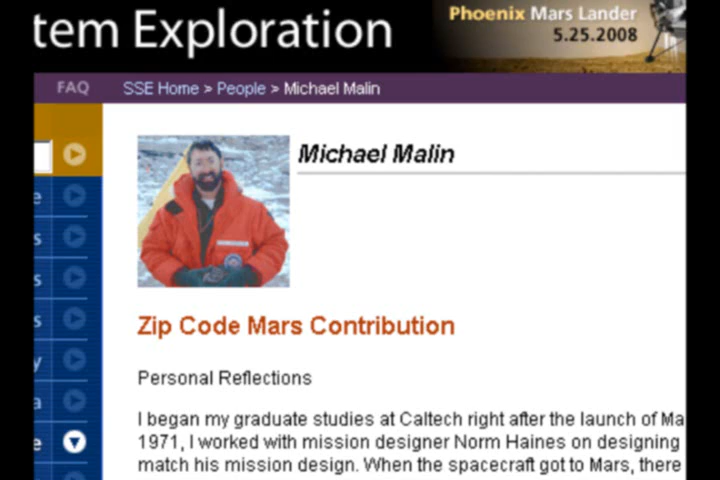 tem Exploration
Phoenix Mars Lander
5.25.2008
FAQ
SSE Home > People > Michael Malin
Michael Malin
e
s
s
s
y
a
e
Zip Code Mars Contribution
Personal Reflections
I began my graduate studies at Caltech right after the launch of Ma
1971, I worked with mission designer Norm Haines on designing
match his mission design. When the spacecraft got to Mars, there